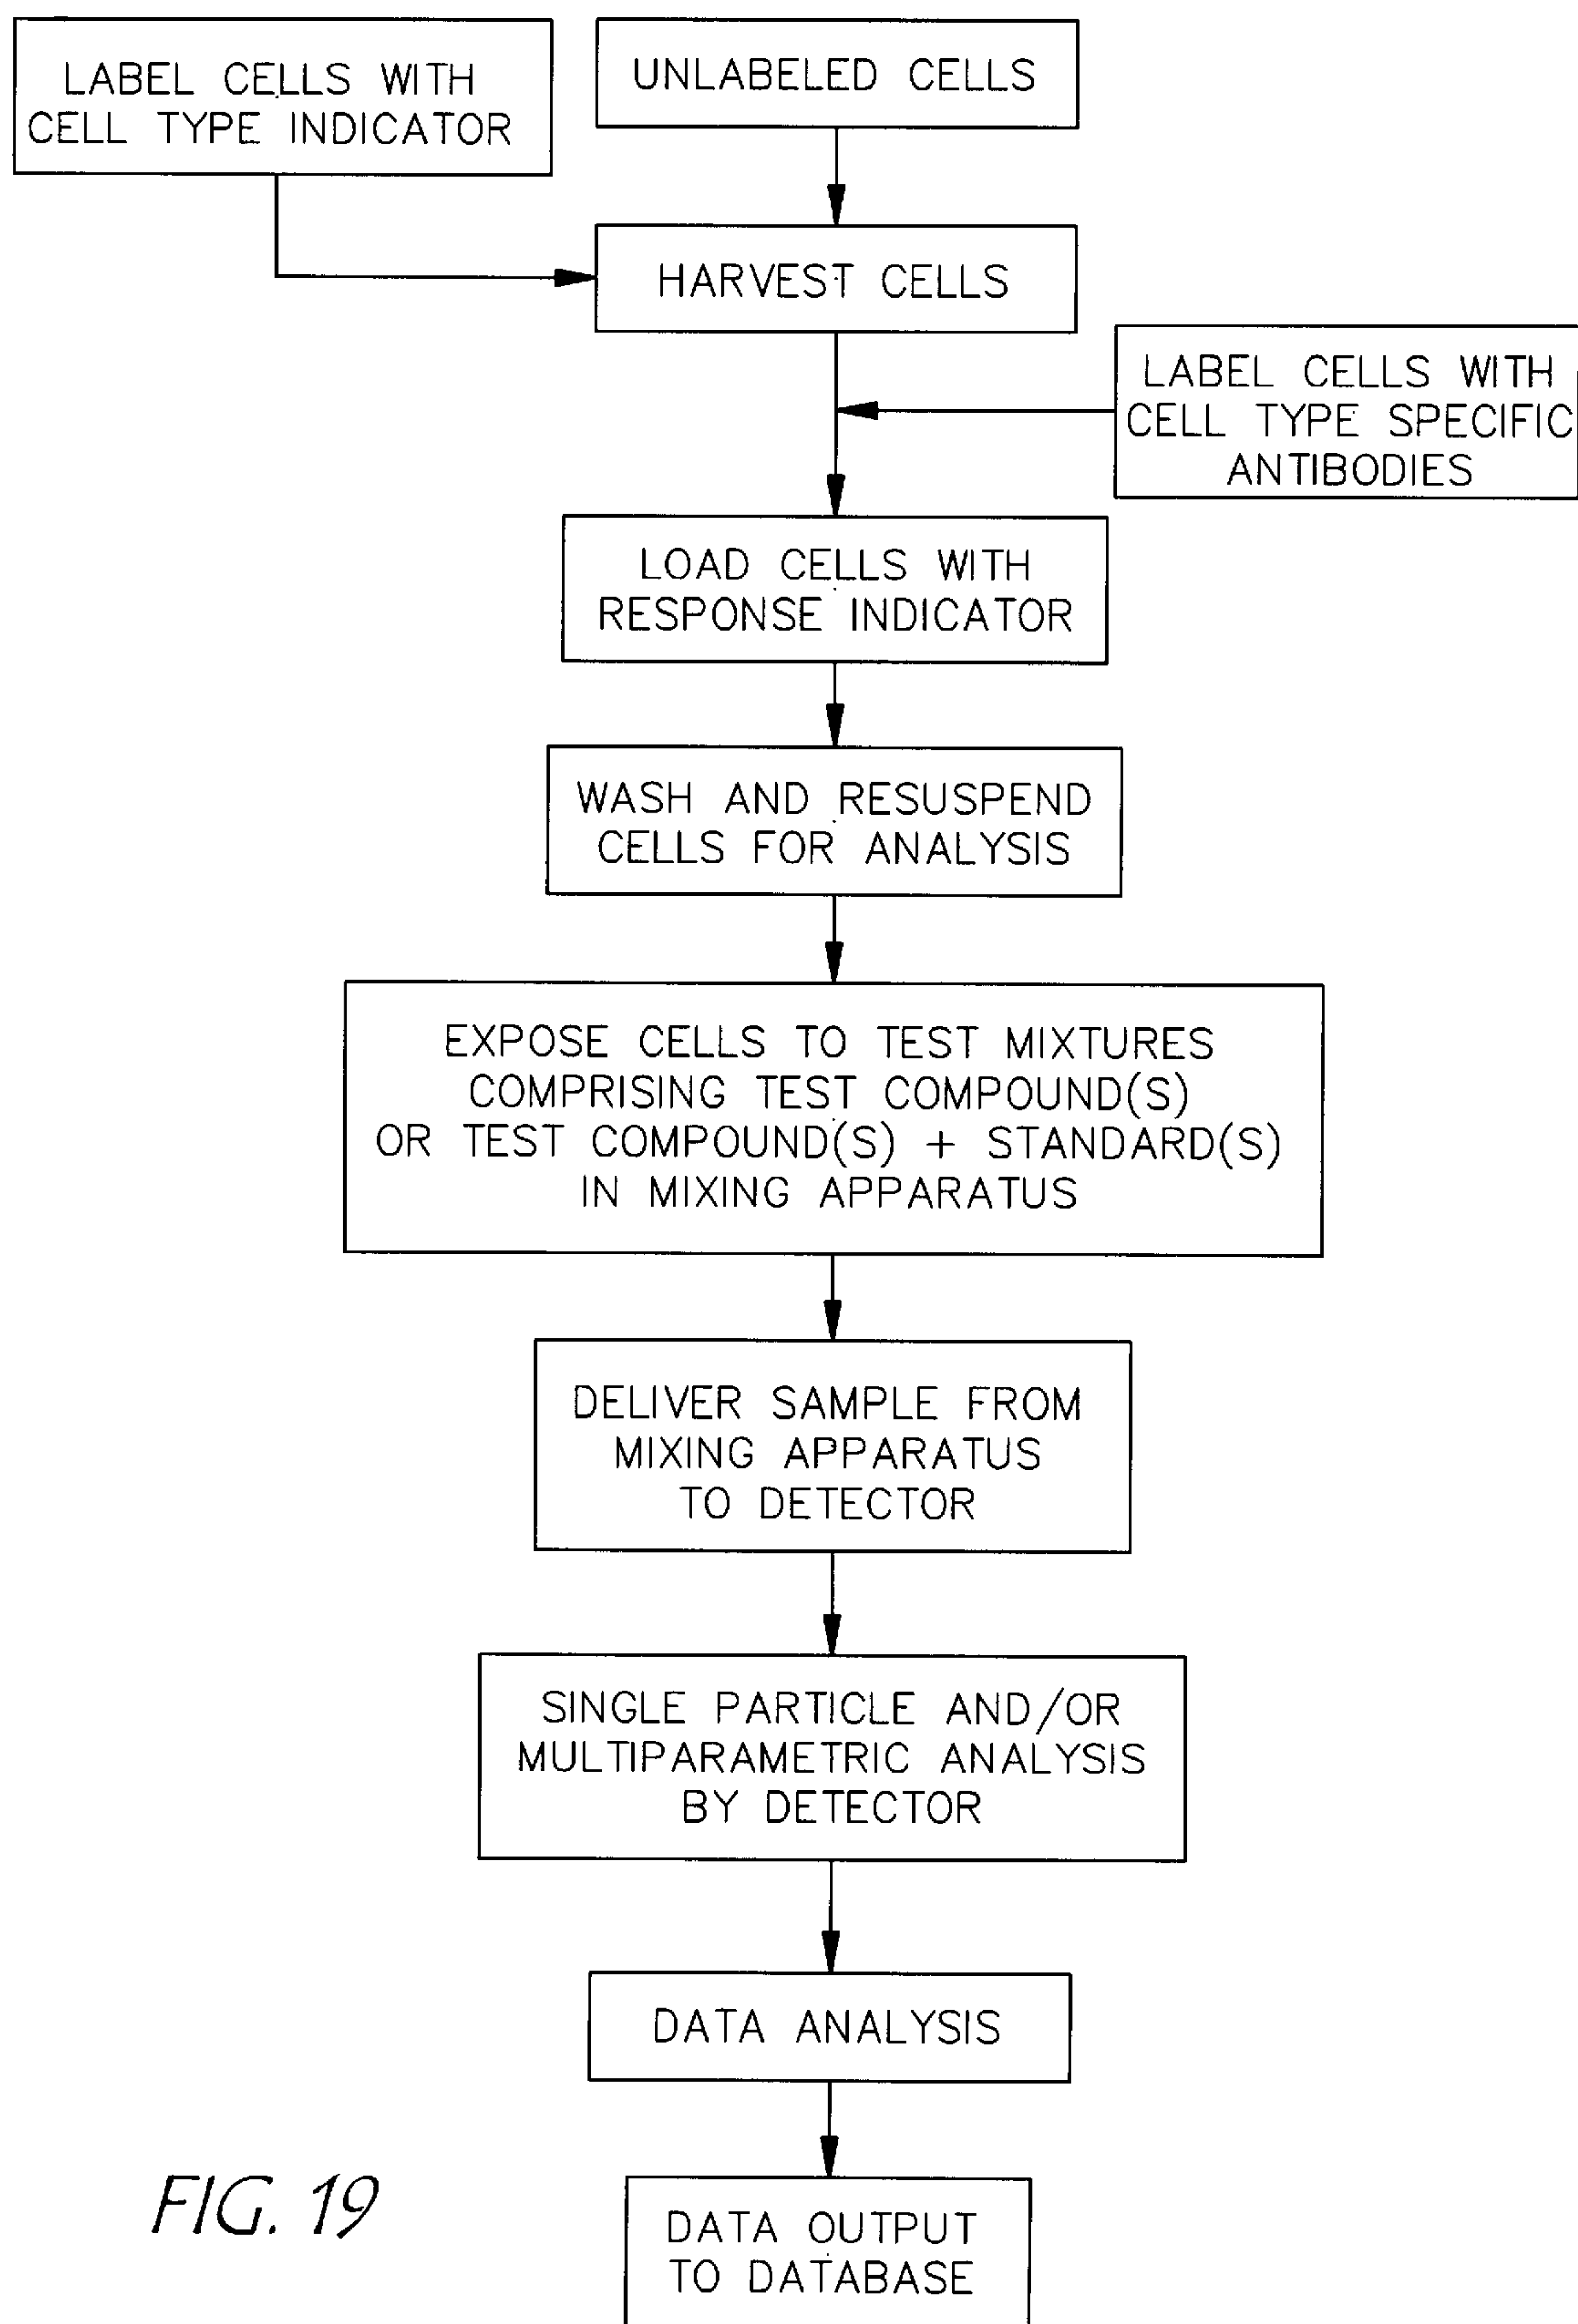 LABEL CELLS WITH
CELL TYPE INDICATOR
UNLABELED CELLS
HARVEST CELLS
LABEL CELLS WITH
CELL TYPE SPECIFIC
ANTIBODIES
LOAD CELLS WITH
RESPONSE INDICATOR
WASH AND RESUSPEND
CELLS FOR ANALYSIS
EXPOSE CELLS TO TEST MIXTURES
COMPRISING TEST COMPOUND(S)
OR TEST COMPOUND(S) + STANDARD(S)
IN MIXING APPARATUS
DELIVER SAMPLE FROM
MIXING APPARATUS
TO DETECTOR
SINGLE PARTICLE AND/OR
MULTIPARAMETRIC ANALYSIS
BY DETECTOR
DATA ANALYSIS
DATA OUTPUT
TO DATABASE
FIG. 19